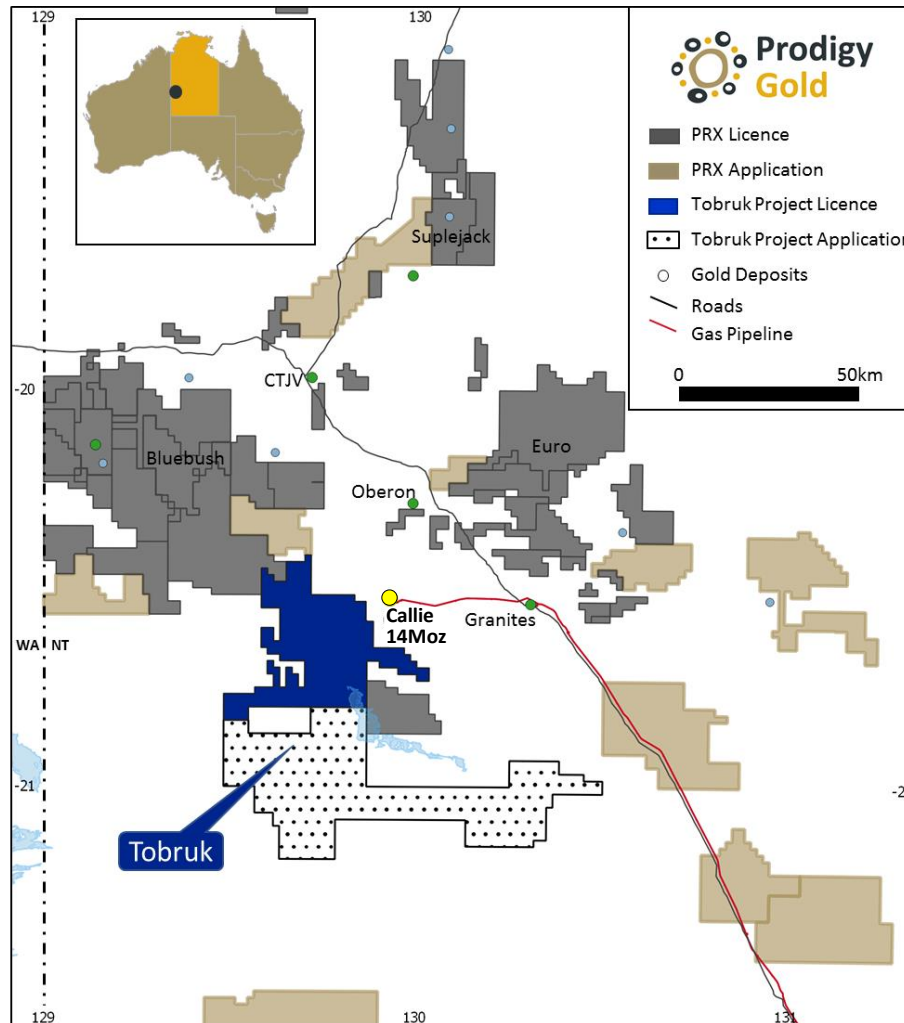 129
130
Prodigy
Gold
PRX Licence
PRX Application
Tobruk Project Licence
Tobruk Project Application
Gold Deposits
Roads
Gas Pipeline
0 50km
Suplejack
-20
CTJV
Bluebush
Euro
Oberon
Callie
14Moz
Granites
WA NT
-21
-2
Tobruk
129
130
131